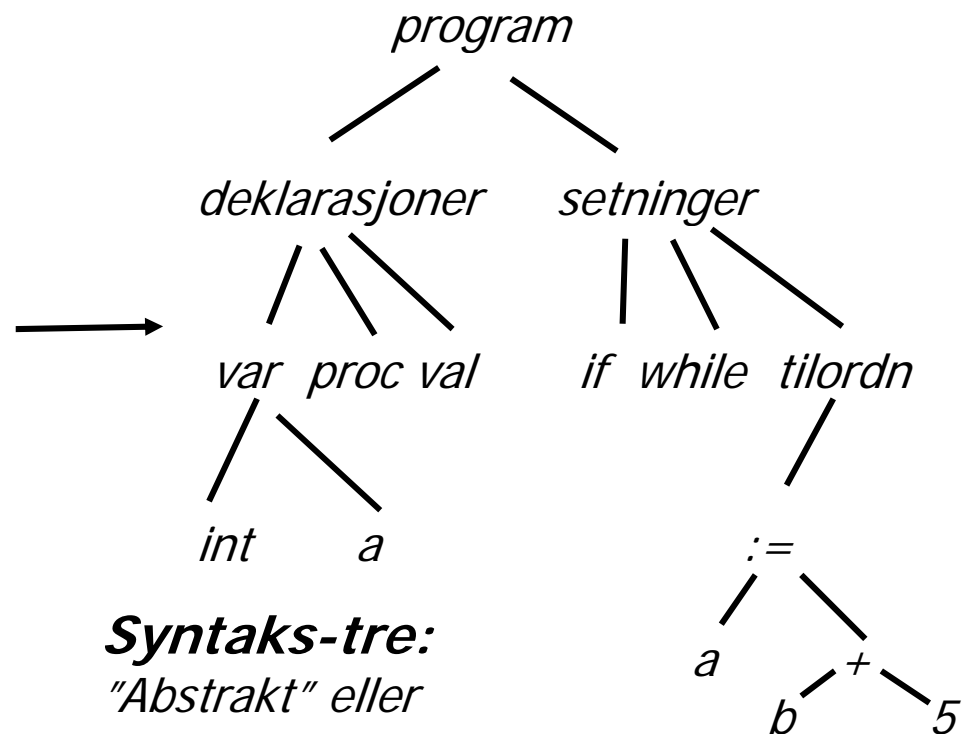 program
deklarasjoner setninger
var proc val if while tilordn
int a :=
Syntaks-tre:
a +
"Abstrakt" eller
b 5